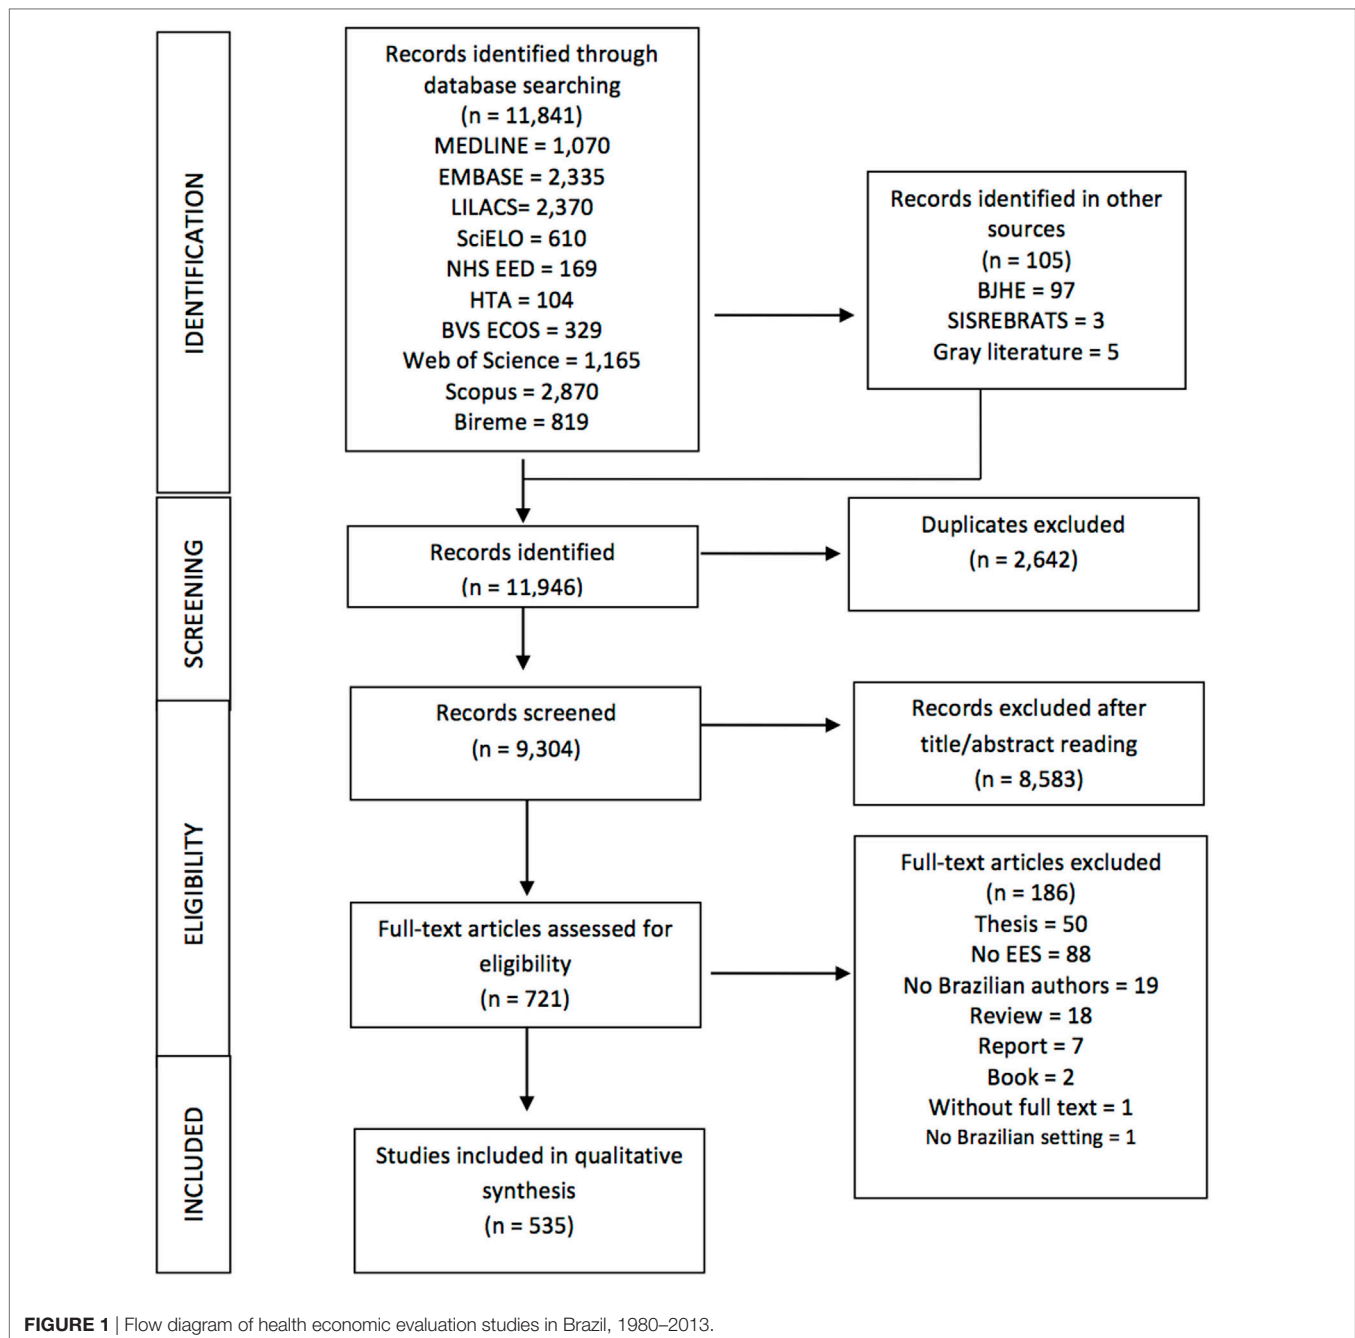 IDENTIFICATION
Records identified through
database searching
(n = 11,841)
MEDLINE = 1,070
EMBASE = 2,335
LILACS= 2,370
SciELO = 610
NHS EED = 169
HTA = 104
BVS ECOS = 329
Web of Science = 1,165
Scopus = 2,870
Bireme = 819
Records identified in other
sources
(n = 105)
BJHE = 97
SISREBRATS = 3
Gray literature = 5
SCREENING
Records identified
(n = 11,946)
Duplicates excluded
(n = 2,642)
ELIGIBILITY
Records screened
(n = 9,304)
Records excluded after
title/abstract reading
(n = 8,583)
Full-text articles assessed for
eligibility
(n = 721)
Full-text articles excluded
(n = 186)
Thesis = 50
No EES = 88
No Brazilian authors = 19
Review = 18
Report = 7
Book = 2
Without full text = 1
No Brazilian setting = 1
INCLUDED
Studies included in qualitative
synthesis
(n = 535)
FIGURE 1 | Flow diagram of health economic evaluation studies in Brazil, 1980–2013.